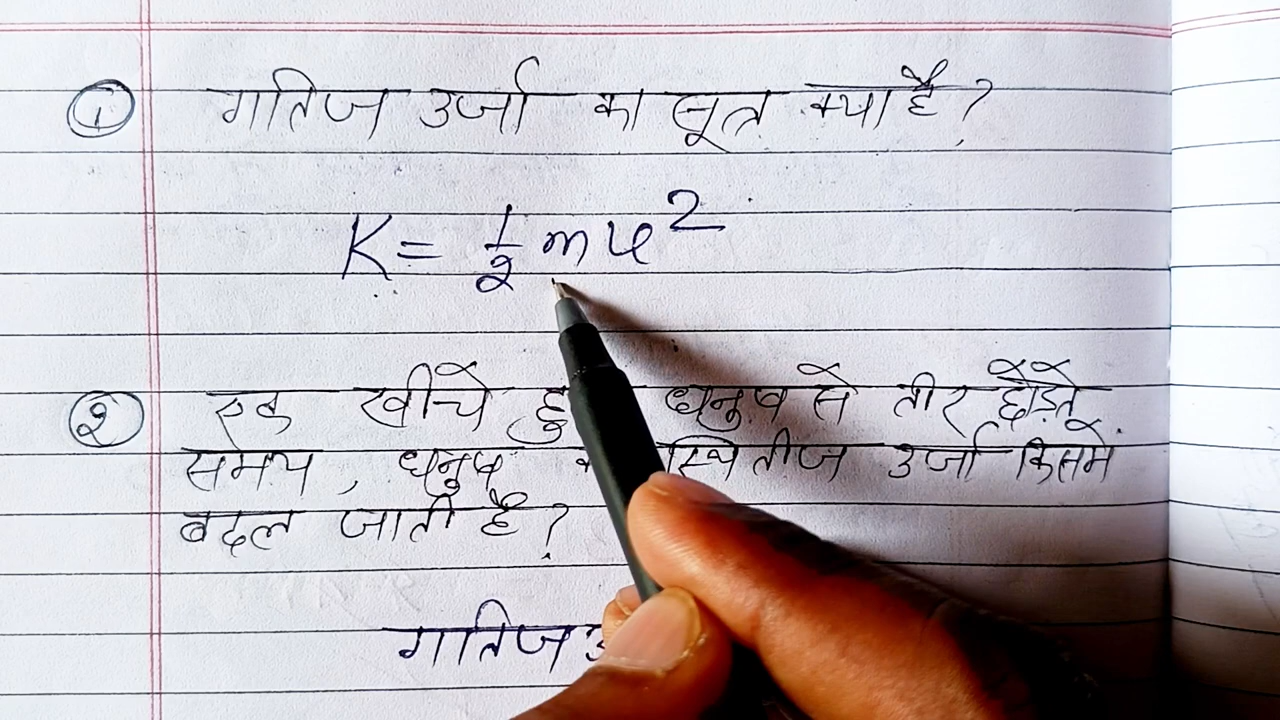 ① गतिज उर्जा का सूत्र क्या है?
K = 1/2 mv²
② एक खींचे धनुष से तीर छोड़ते
समय, धनुष स्थितीज उर्जा किसमें
बदल जाती है?
गतिज